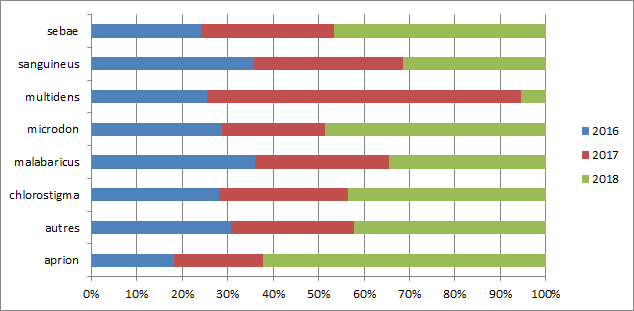 sebae
sanguineus
multidens
microdon
malabaricus
chlorostigma
autres
aprion
0% 10% 20% 30% 40% 50% 60% 70% 80% 90% 100%
2016
2017
2018